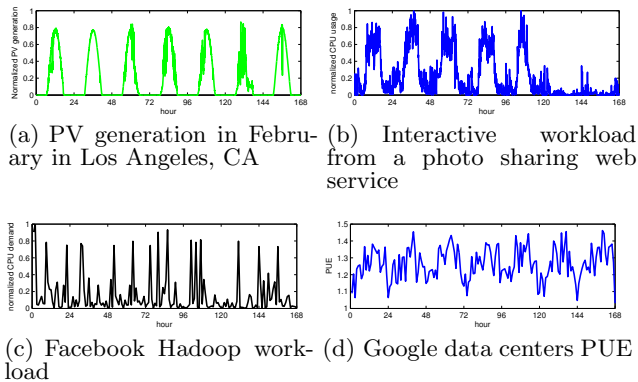 1
0.8
0.6
0.4
0.2
0
Normalized PV generation
0 24 48 72 96 120 144 168
hour
(a) PV generation in Febru-
ary in Los Angeles, CA
1
0.8
0.6
0.4
0.2
0
normalized CPU usage
0 24 48 72 96 120 144 168
hour
(b) Interactive workload
from a photo sharing web
service
1
0.8
0.6
0.4
0.2
0
normalized CPU demand
0 24 48 72 96 120 144 168
hour
(c) Facebook Hadoop work-
load
1.5
1.4
1.3
1.2
1.1
1
PUE
0 24 48 72 96 120 144 168
hour
(d) Google data centers PUE